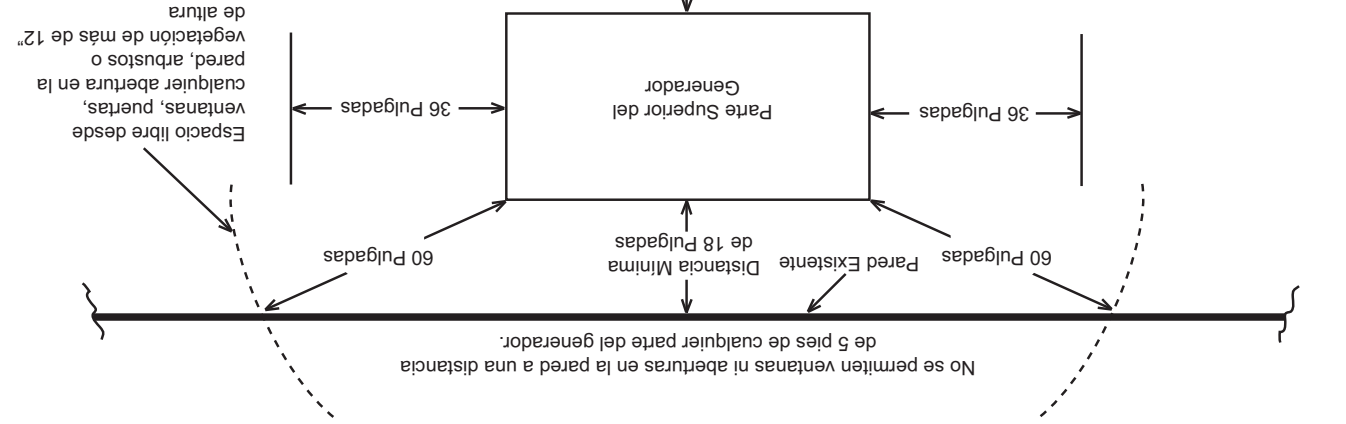 No se permiten ventanas ni aberturas en la pared a una distancia
de 5 pies de cualquier parte del generador.
60 Pulgadas
Pared Existente
Distancia Mínima
de 18 Pulgadas
60 Pulgadas
36 Pulgadas
Parte Superior del
Generador
36 Pulgadas
Espacio libre desde
ventanas, puertas,
cualquier abertura en la
pared, arbustos o
vegetación de más de 12”
de altura